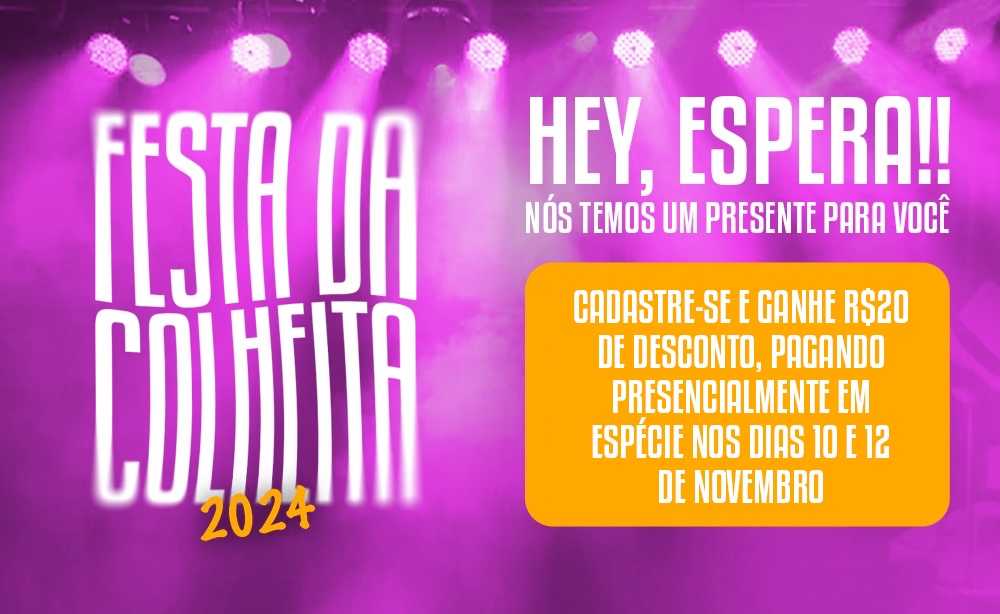 FESTA DA
COLHEITA
2024
HEY, ESPERA!!
NÓS TEMOS UM PRESENTE PARA VOCÊ
CADASTRE-SE E GANHE R$20
DE DESCONTO, PAGANDO
PRESENCIALMENTE EM
ESPÉCIE NOS DIAS 10 E 12
DE NOVEMBRO